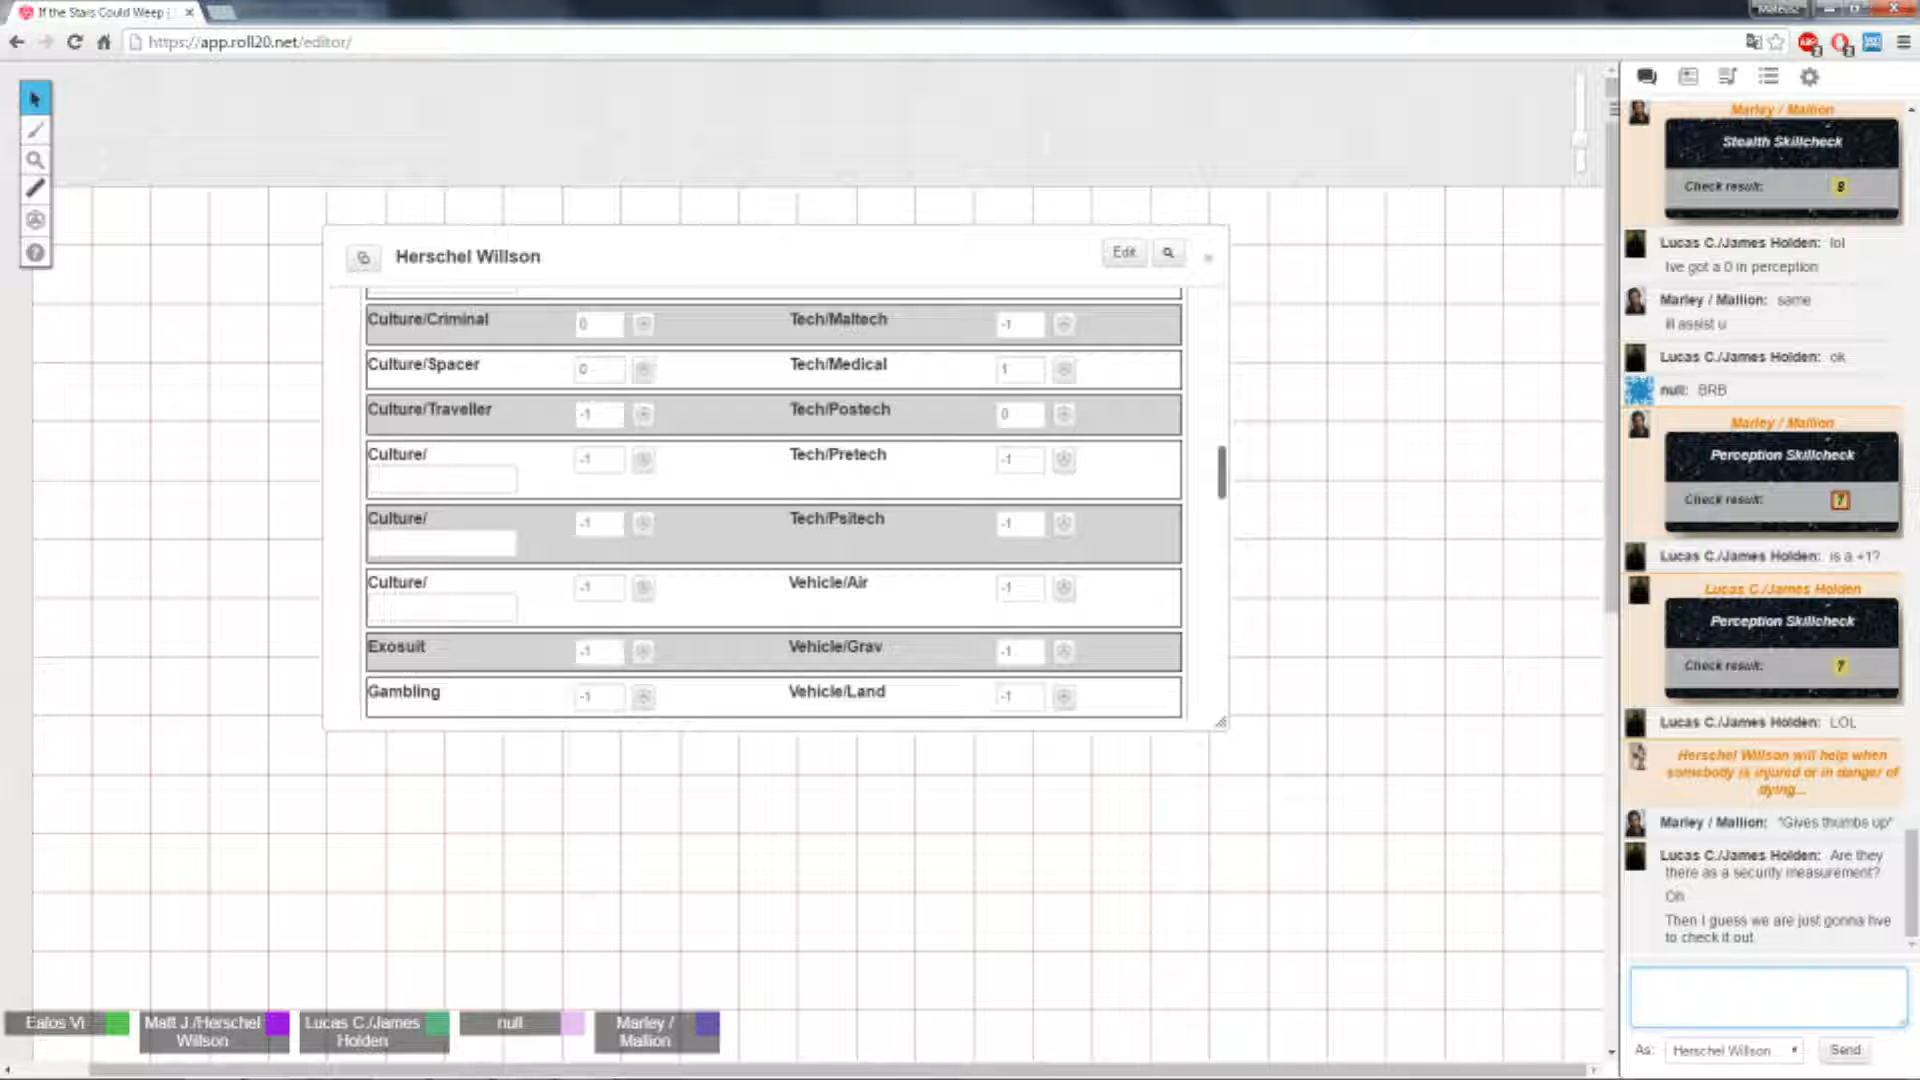 If the Stars Could Weep |
Mateusz
https://app.roll20.net/editor/
Herschel Willson
Edit
Culture/Criminal 0 Tech/Maltech -1
Culture/Spacer 0 Tech/Medical 1
Culture/Traveller -1 Tech/Postech 0
Culture/ -1 Tech/Pretech -1
Culture/ -1 Tech/Psitech -1
Culture/ -1 Vehicle/Air -1
Exosuit -1 Vehicle/Grav -1
Gambling -1 Vehicle/Land -1
Marley / Mallion
Stealth Skillcheck
Check result: 8
Lucas C./James Holden: lol
Ive got a 0 in perception
Marley / Mallion: same
ill assist u
Lucas C./James Holden: ok
null: BRB
Marley / Mallion
Perception Skillcheck
Check result: 7
Lucas C./James Holden: is a +1?
Lucas C./James Holden
Perception Skillcheck
Check result: 7
Lucas C./James Holden: LOL
Herschel Willson will help when
somebody is injured or in danger of
dying...
Marley / Mallion: "Gives thumbs up"
Lucas C./James Holden: Are they
there as a security measurement?
Oh
Then I guess we are just gonna hve
to check it out
As: Herschel Willson
Send
Ealos VI
Matt J./Herschel
Willson
Lucas C./James
Holden
null
Marley /
Mallion